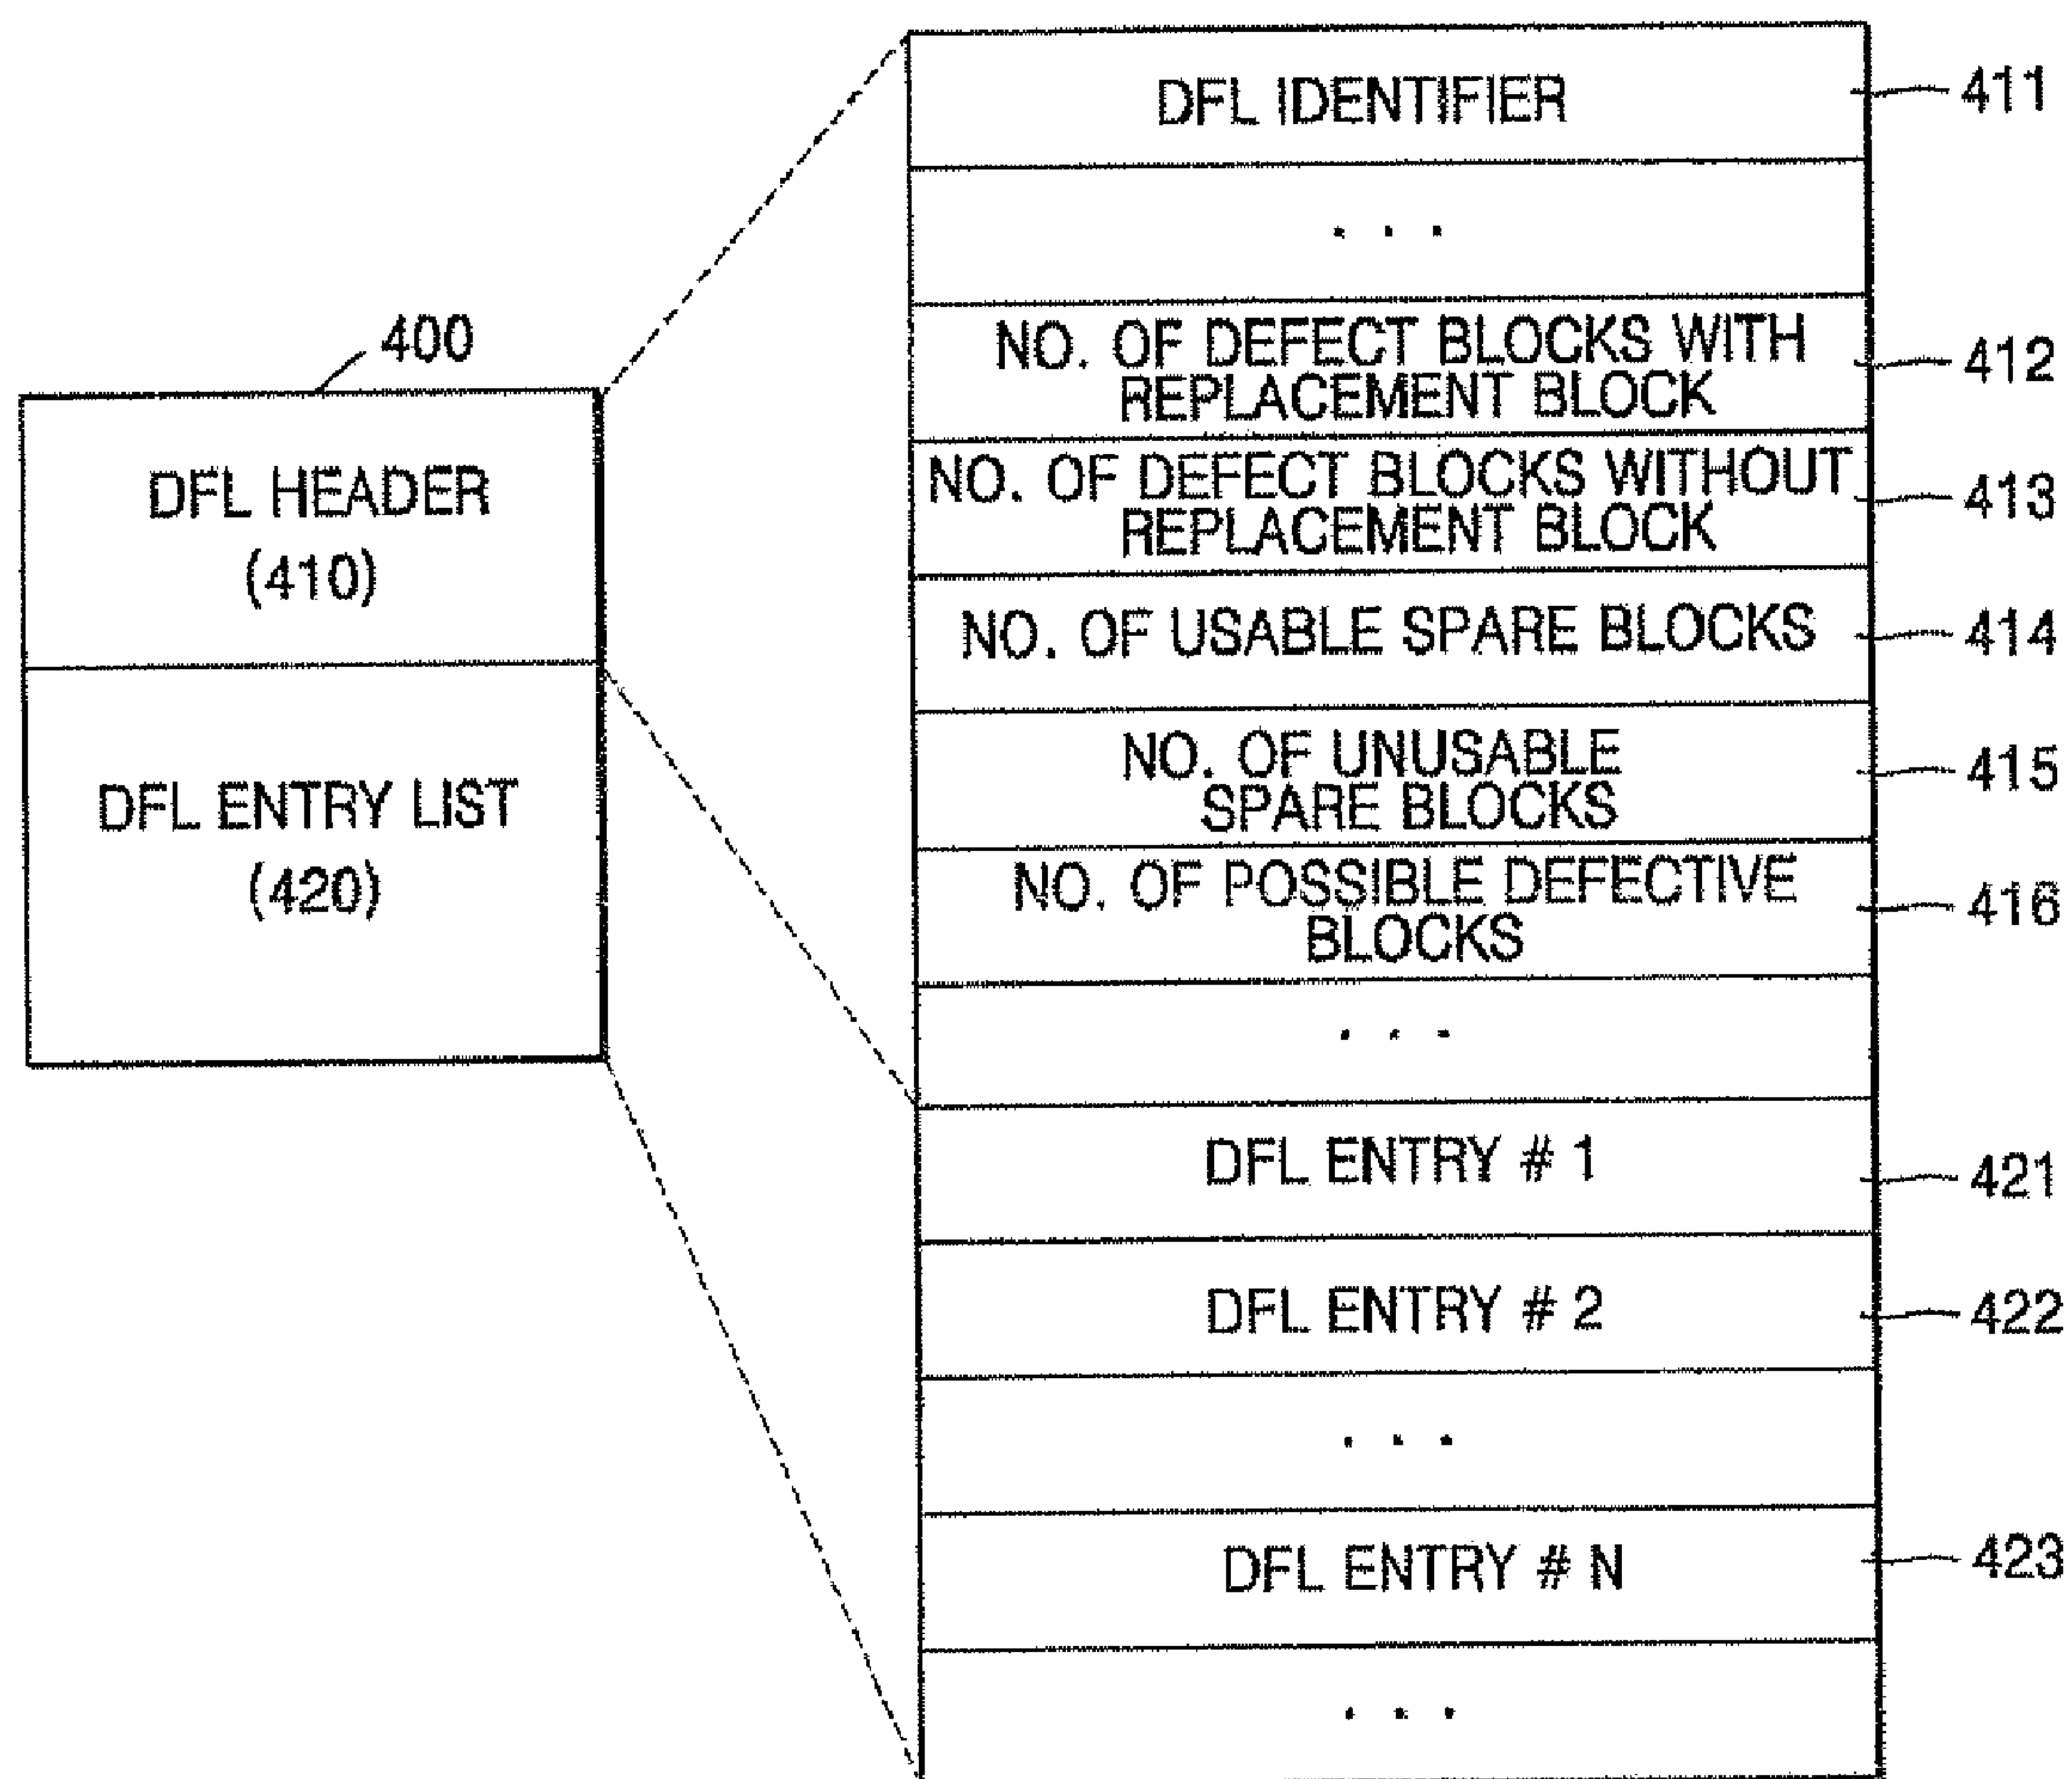 400
DFL HEADER
(410)
DFL ENTRY LIST
(420)
DFL IDENTIFIER
411
. . .
NO. OF DEFECT BLOCKS WITH
REPLACEMENT BLOCK
412
NO. OF DEFECT BLOCKS WITHOUT
REPLACEMENT BLOCK
413
NO. OF USABLE SPARE BLOCKS
414
NO. OF UNUSABLE
SPARE BLOCKS
415
NO. OF POSSIBLE DEFECTIVE
BLOCKS
416
. . .
DFL ENTRY # 1
421
DFL ENTRY # 2
422
. . .
DFL ENTRY # N
423
. . .